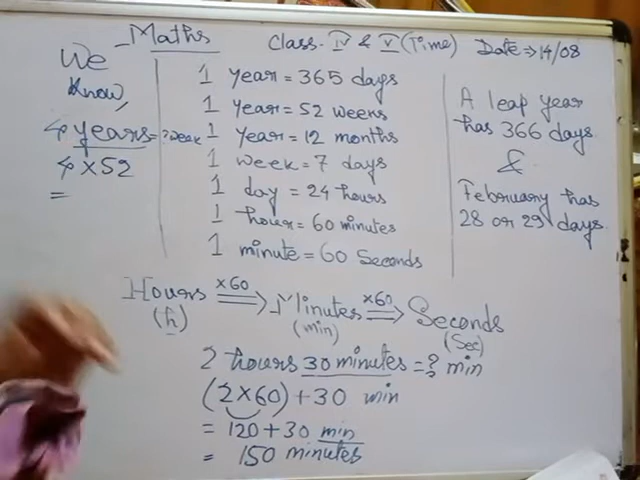 Maths Class - IV & V (Time) Date ⇒ 14/08
We
Know,
4 years = ? week
4 × 52
=
1 year = 365 days
1 year = 52 weeks
1 year = 12 months
1 week = 7 days
1 day = 24 hours
1 hour = 60 minutes
1 minute = 60 Seconds
A leap year
has 366 days.
&
February has
28 or 29 days
Hours ×60 ⇒ Minutes ×60 ⇒ Seconds
(h) (min) (Sec)
2 hours 30 minutes = ? min
(2×60) + 30 min
= 120 + 30 min
= 150 minutes